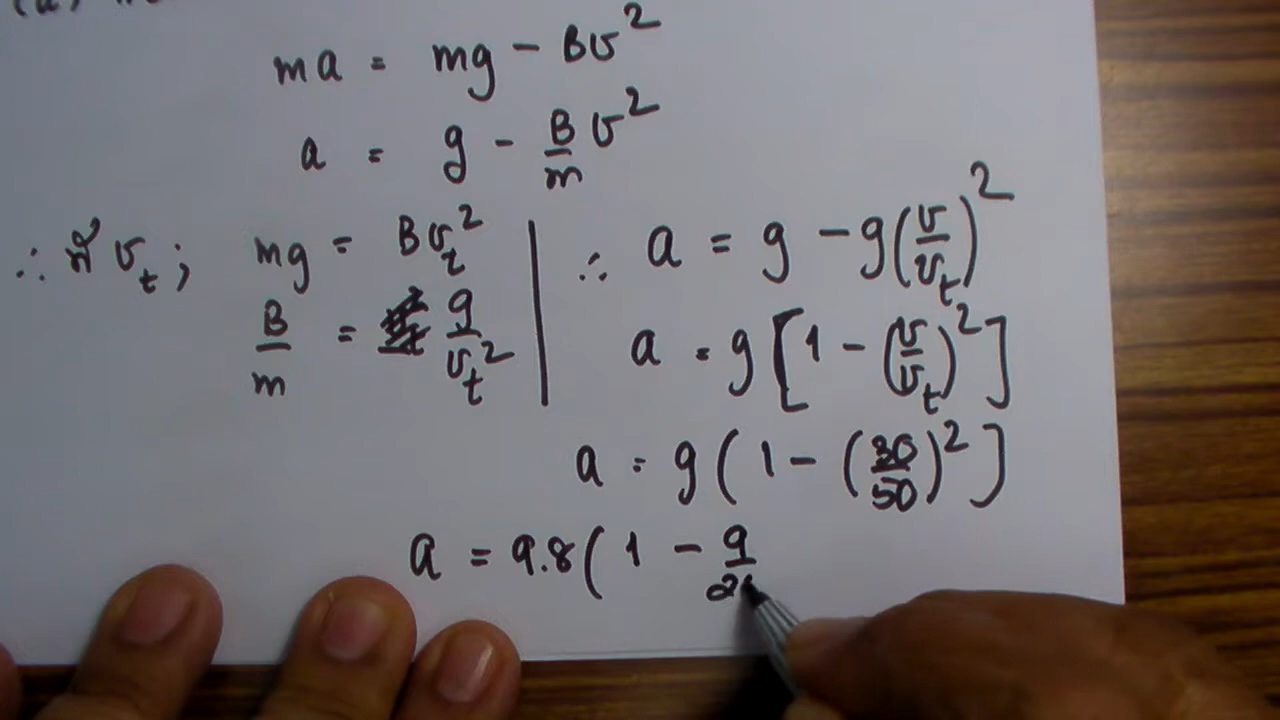 (a)
ma = mg - Bv²
a = g - B/m v²
∴ ที่ v_t ; mg = Bv_t²
B/m = g/v_t²
∴ a = g - g(v/v_t)²
a = g[1 - (v/v_t)²]
a = g(1 - (30/50)²]
a = 9.8(1 - 9/2